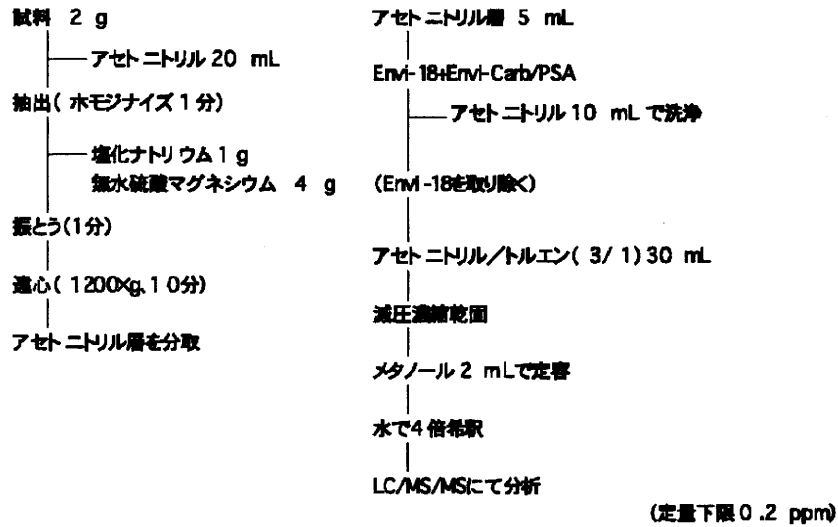 試料 2 g
アセトニトリル 20 mL
抽出(ホモジナイズ1分)
塩化ナトリウム1 g
無水硫酸マグネシウム 4 g
振とう(1分)
遠心(1200×g、10分)
アセトニトリル層を分取
アセトニトリル層 5 mL
Envi-18+Envi-Carb/PSA
アセトニトリル10 mLで洗浄
(Envi-18を取り除く)
アセトニトリル/トルエン(3/1)30 mL
減圧濃縮乾固
メタノール2 mLで定容
水で4倍希釈
LC/MS/MSにて分析
(定量下限0.2 ppm)